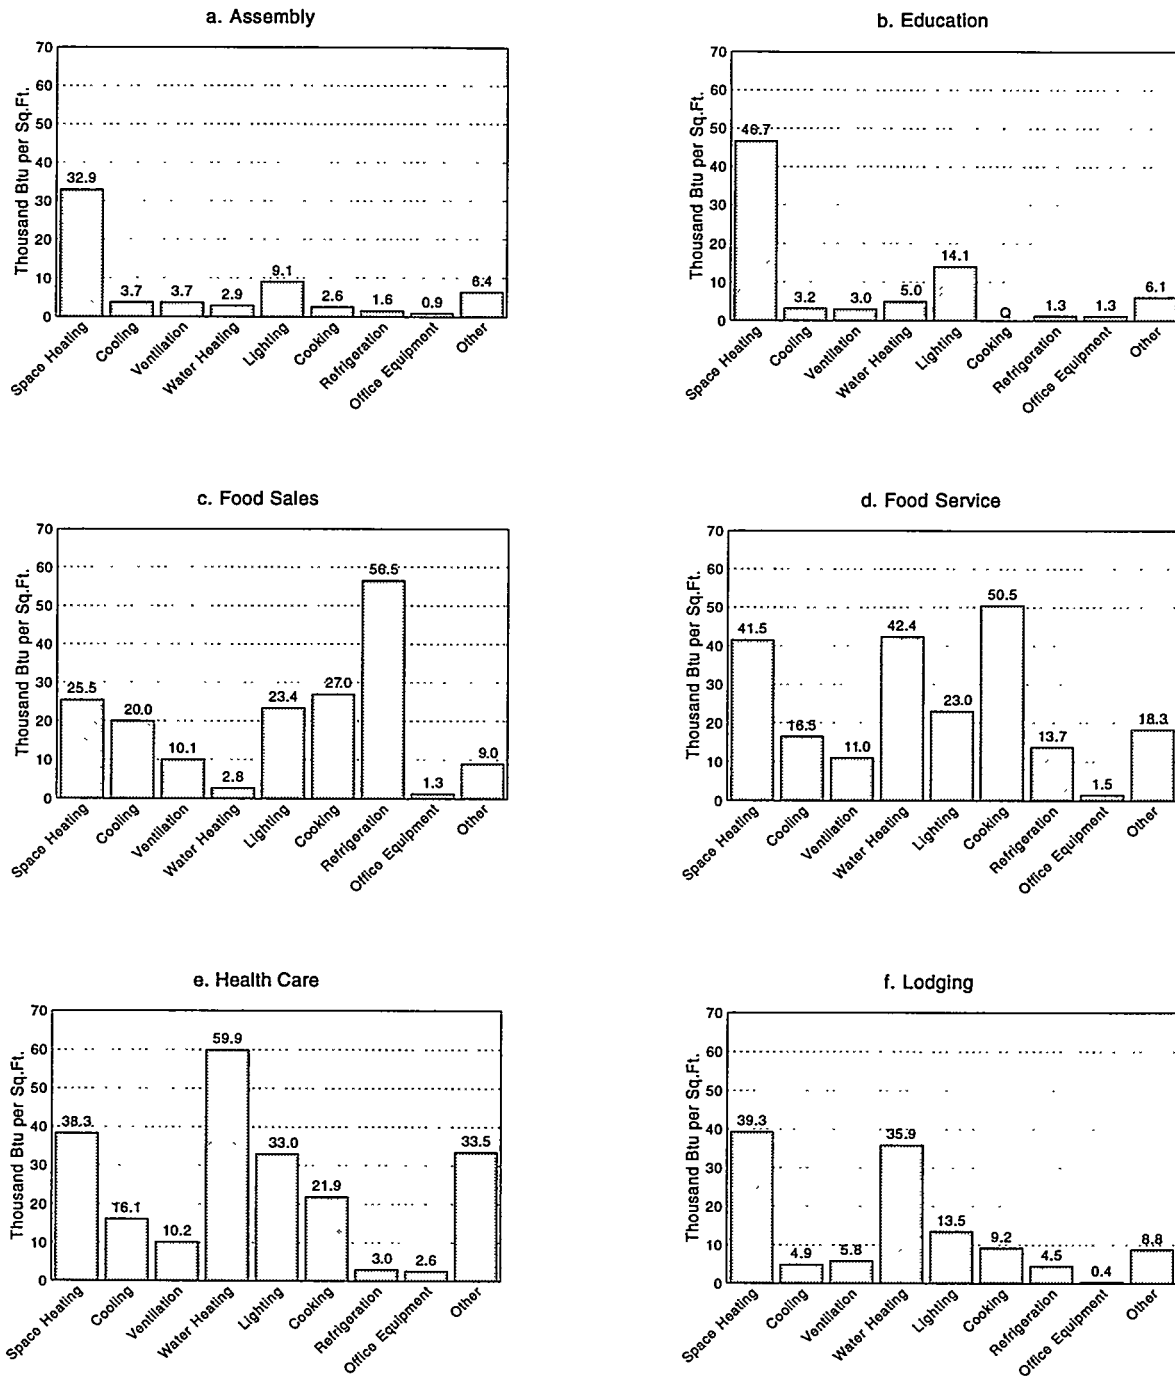 a. Assembly
Thousand Btu per Sq.Ft.
70
60
50
40
30
20
10
0
32.9
3.7
3.7
2.9
9.1
2.6
1.6
0.9
6.4
Space Heating
Cooling
Ventilation
Water Heating
Lighting
Cooking
Refrigeration
Office Equipment
Other
b. Education
Thousand Btu per Sq.Ft.
70
60
50
40
30
20
10
0
46.7
3.2
3.0
5.0
14.1
Q
1.3
1.3
6.1
Space Heating
Cooling
Ventilation
Water Heating
Lighting
Cooking
Refrigeration
Office Equipment
Other
c. Food Sales
Thousand Btu per Sq.Ft.
70
60
50
40
30
20
10
0
25.5
20.0
10.1
2.8
23.4
27.0
56.5
1.3
9.0
Space Heating
Cooling
Ventilation
Water Heating
Lighting
Cooking
Refrigeration
Office Equipment
Other
d. Food Service
Thousand Btu per Sq.Ft.
70
60
50
40
30
20
10
0
41.5
16.5
11.0
42.4
23.0
50.5
13.7
1.5
18.3
Space Heating
Cooling
Ventilation
Water Heating
Lighting
Cooking
Refrigeration
Office Equipment
Other
e. Health Care
Thousand Btu per Sq.Ft.
70
60
50
40
30
20
10
0
38.3
16.1
10.2
59.9
33.0
21.9
3.0
2.6
33.5
Space Heating
Cooling
Ventilation
Water Heating
Lighting
Cooking
Refrigeration
Office Equipment
Other
f. Lodging
Thousand Btu per Sq.Ft.
70
60
50
40
30
20
10
0
39.3
4.9
5.8
35.9
13.5
9.2
4.5
0.4
8.8
Space Heating
Cooling
Ventilation
Water Heating
Lighting
Cooking
Refrigeration
Office Equipment
Other